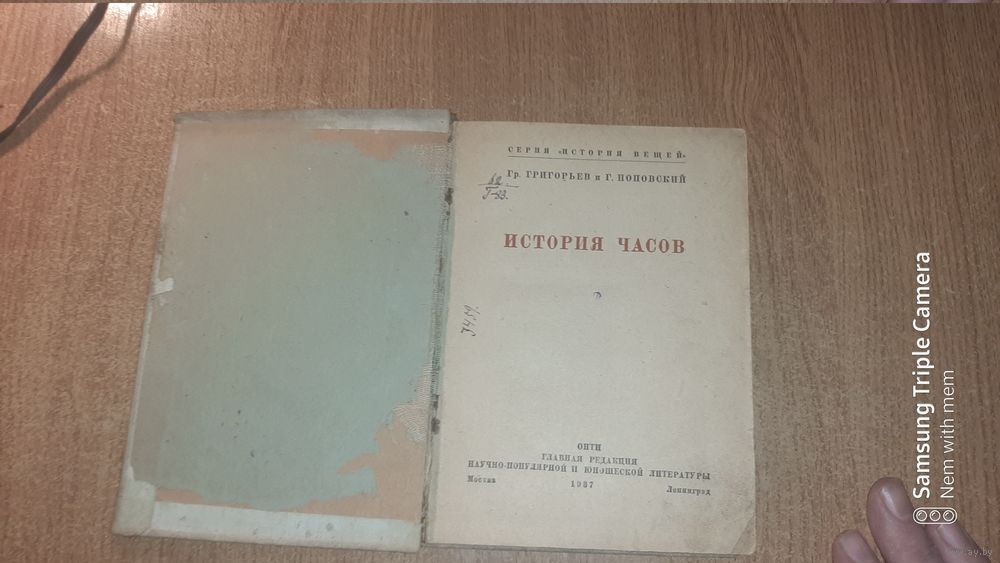 СЕРИЯ «ИСТОРИЯ ВЕЩЕЙ»
Гр. ГРИГОРЬЕВ и Г. ПОПОВСКИЙ
ИСТОРИЯ ЧАСОВ
ОНТИ
ГЛАВНАЯ РЕДАКЦИЯ
НАУЧНО-ПОПУЛЯРНОЙ И ЮНОШЕСКОЙ ЛИТЕРАТУРЫ
Москва 1937 Ленинград
Samsung Triple Camera
Nem with mem